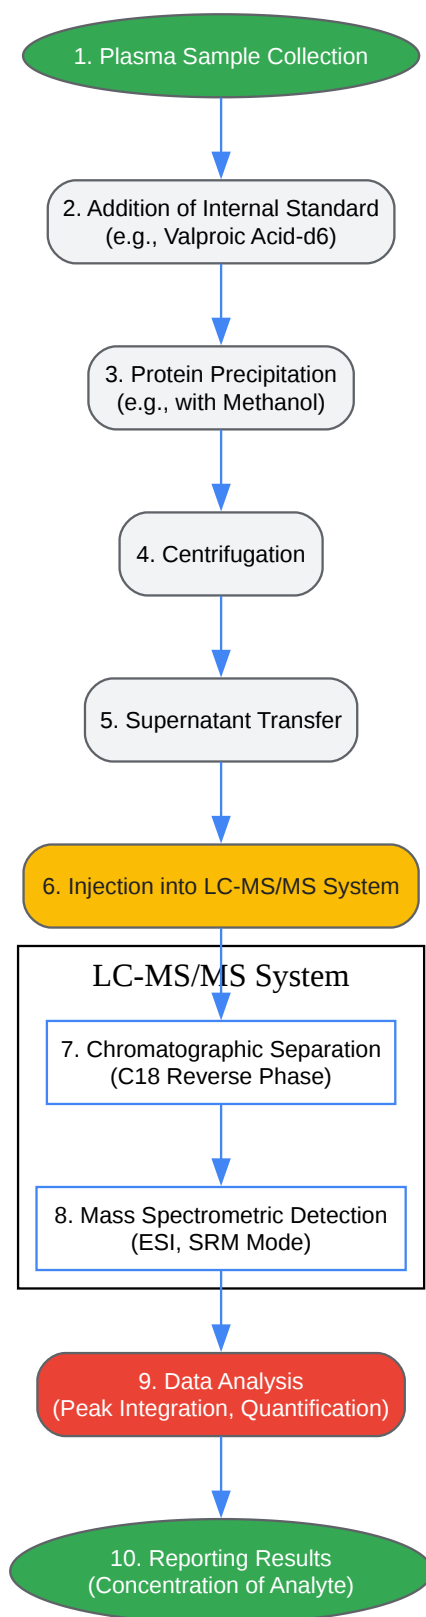 1. Plasma Sample Collection
2. Addition of Internal Standard
(e.g., Valproic Acid-d6)
3. Protein Precipitation
(e.g., with Methanol)
4. Centrifugation
5. Supernatant Transfer
6. Injection into LC-MS/MS System
LC-MS/MS System
7. Chromatographic Separation
(C18 Reverse Phase)
8. Mass Spectrometric Detection
(ESI, SRM Mode)
9. Data Analysis
(Peak Integration, Quantification)
10. Reporting Results
(Concentration of Analyte)